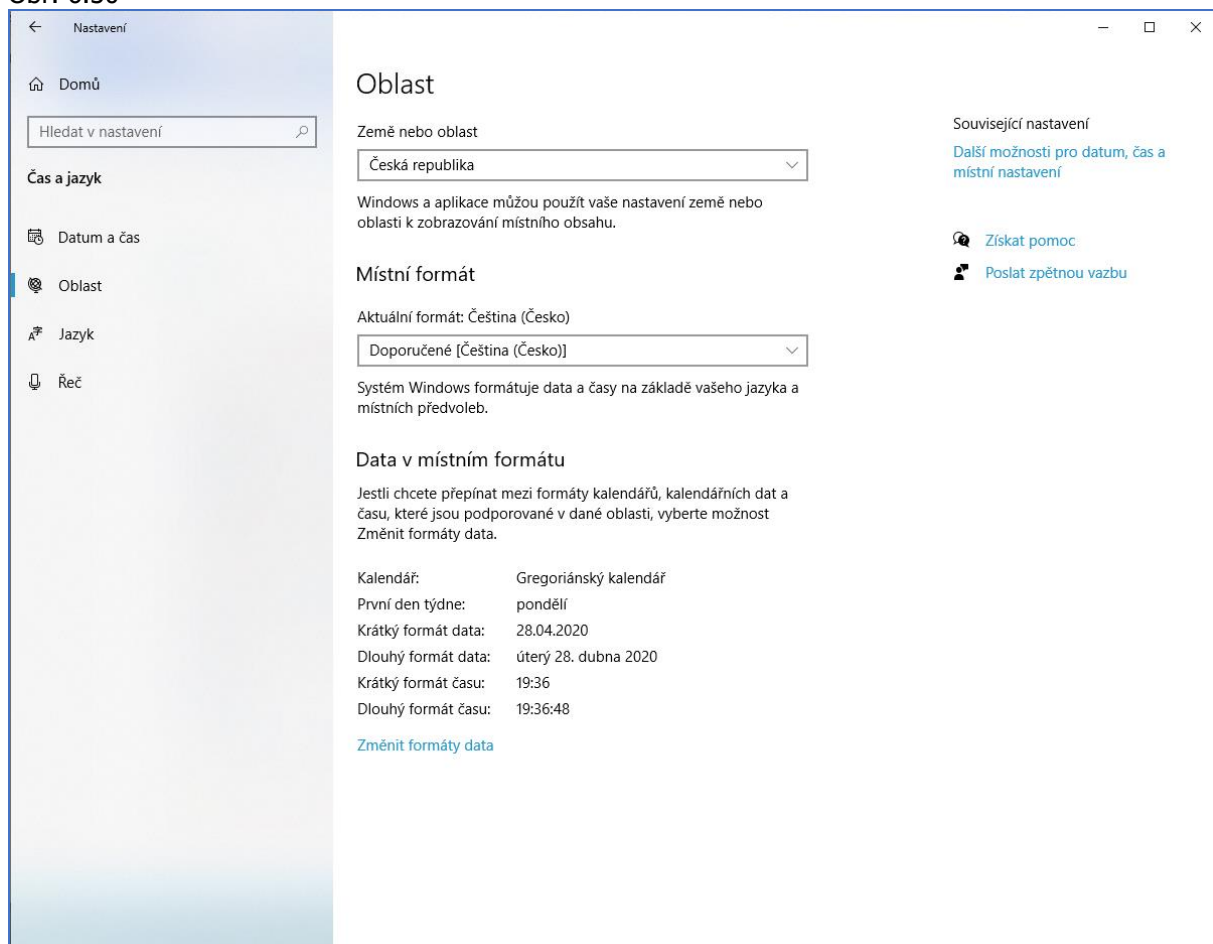 Nastavení
Domů
Hledat v nastavení
Čas a jazyk
Datum a čas
Oblast
Jazyk
Řeč
Oblast
Země nebo oblast
Česká republika
Windows a aplikace můžou použít vaše nastavení země nebo
oblasti k zobrazování místního obsahu.
Místní formát
Aktuální formát: Čeština (Česko)
Doporučené [Čeština (Česko)]
Systém Windows formátuje data a časy na základě vašeho jazyka a
místních předvoleb.
Data v místním formátu
Jestli chcete přepínat mezi formáty kalendářů, kalendářních dat a
času, které jsou podporované v dané oblasti, vyberte možnost
Změnit formáty data.
Kalendář: Gregoriánský kalendář
První den týdne: pondělí
Krátký formát data: 28.04.2020
Dlouhý formát data: úterý 28. dubna 2020
Krátký formát času: 19:36
Dlouhý formát času: 19:36:48
Změnit formáty data
Související nastavení
Další možnosti pro datum, čas a
místní nastavení
Získat pomoc
Poslat zpětnou vazbu